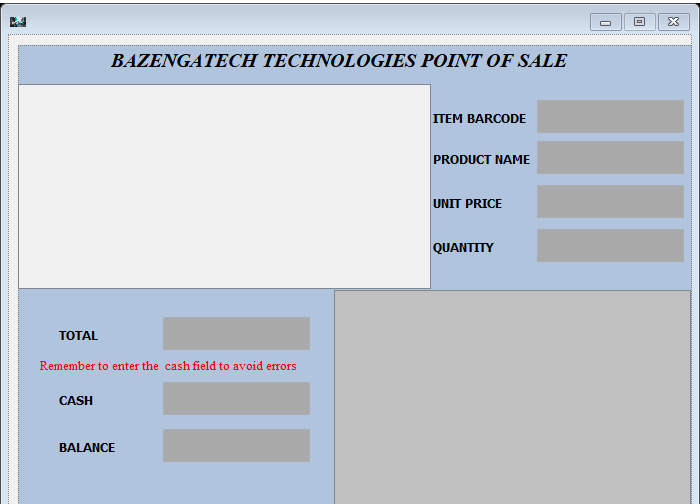 BAZENGATECH TECHNOLOGIES POINT OF SALE
ITEM BARCODE
PRODUCT NAME
UNIT PRICE
QUANTITY
TOTAL
Remember to enter the cash field to avoid errors
CASH
BALANCE